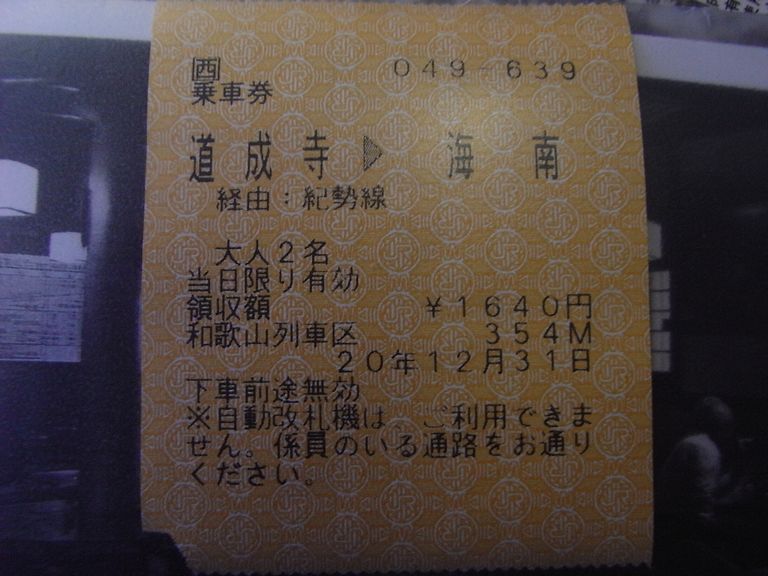 西 049-639
乗車券
道成寺▶海南
経由:紀勢線
大人2名
当日限り有効
領収額 ¥1640円
和歌山列車区 354M
20年12月31日
下車前途無効
※自動改札機は、ご利用できま
せん。係員のいる通路をお通り
ください。